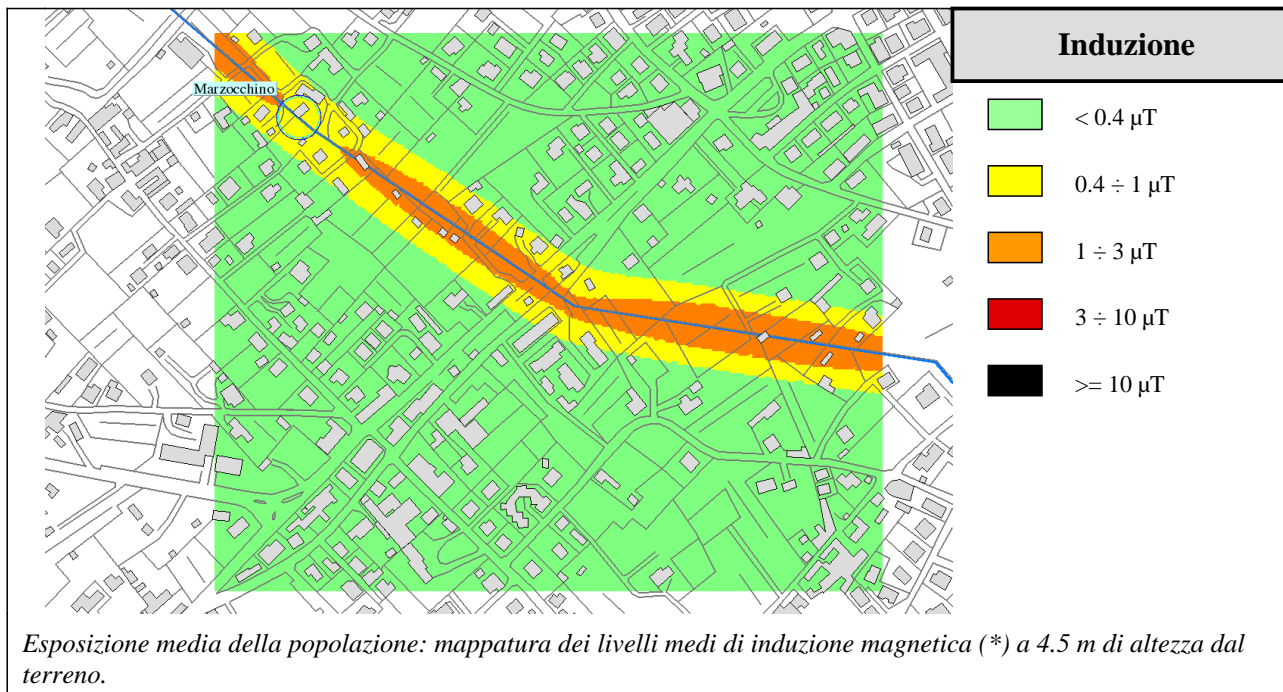 Induzione
Marzocchino
< 0.4 µT
0.4 ÷ 1 µT
1 ÷ 3 µT
3 ÷ 10 µT
>= 10 µT
Esposizione media della popolazione: mappatura dei livelli medi di induzione magnetica (*) a 4.5 m di altezza dal
terreno.